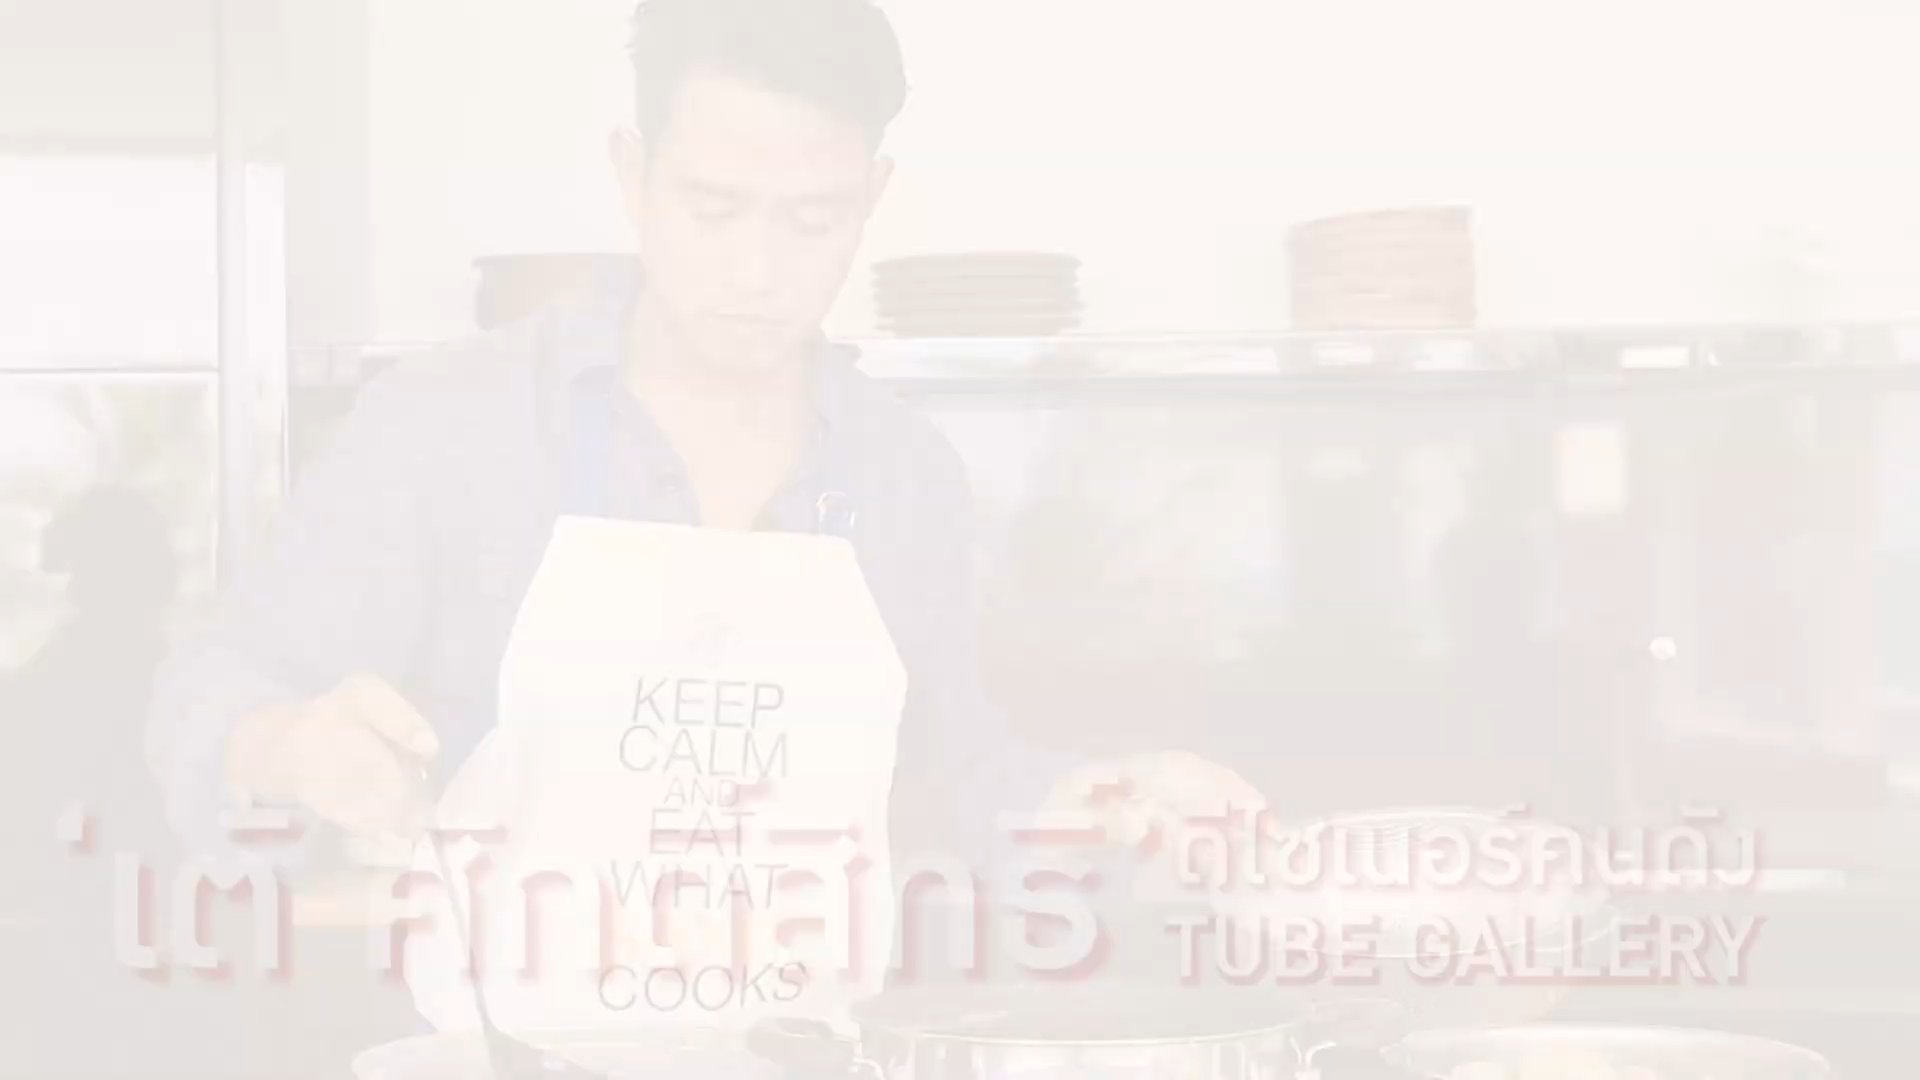 KEEP
CALM
AND
EAT
WHAT
COOKS
'เต้ ศักดิ์สิทธิ์'
ดีไซเนอร์คนดัง
TUBE GALLERY